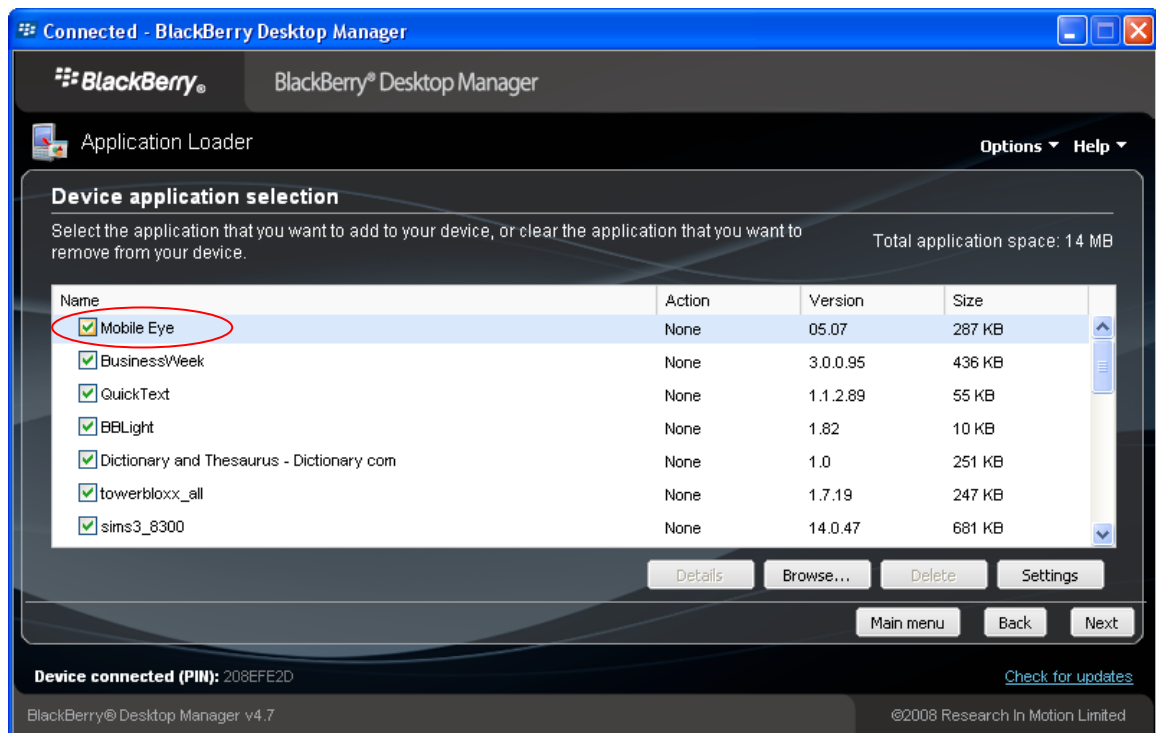 Connected - BlackBerry Desktop Manager
BlackBerry® BlackBerry® Desktop Manager
Application Loader Options Help
Device application selection
Select the application that you want to add to your device, or clear the application that you want to
remove from your device.
Total application space: 14 MB
Name Action Version Size
Mobile Eye None 05.07 287 KB
BusinessWeek None 3.0.0.95 436 KB
QuickText None 1.1.2.89 55 KB
BBLight None 1.82 10 KB
Dictionary and Thesaurus - Dictionary com None 1.0 251 KB
towerbloxx_all None 1.7.19 247 KB
sims3_8300 None 14.0.47 681 KB
Details Browse... Delete Settings
Main menu Back Next
Device connected (PIN): 208EFE2D Check for updates
BlackBerry® Desktop Manager v4.7 ©2008 Research In Motion Limited